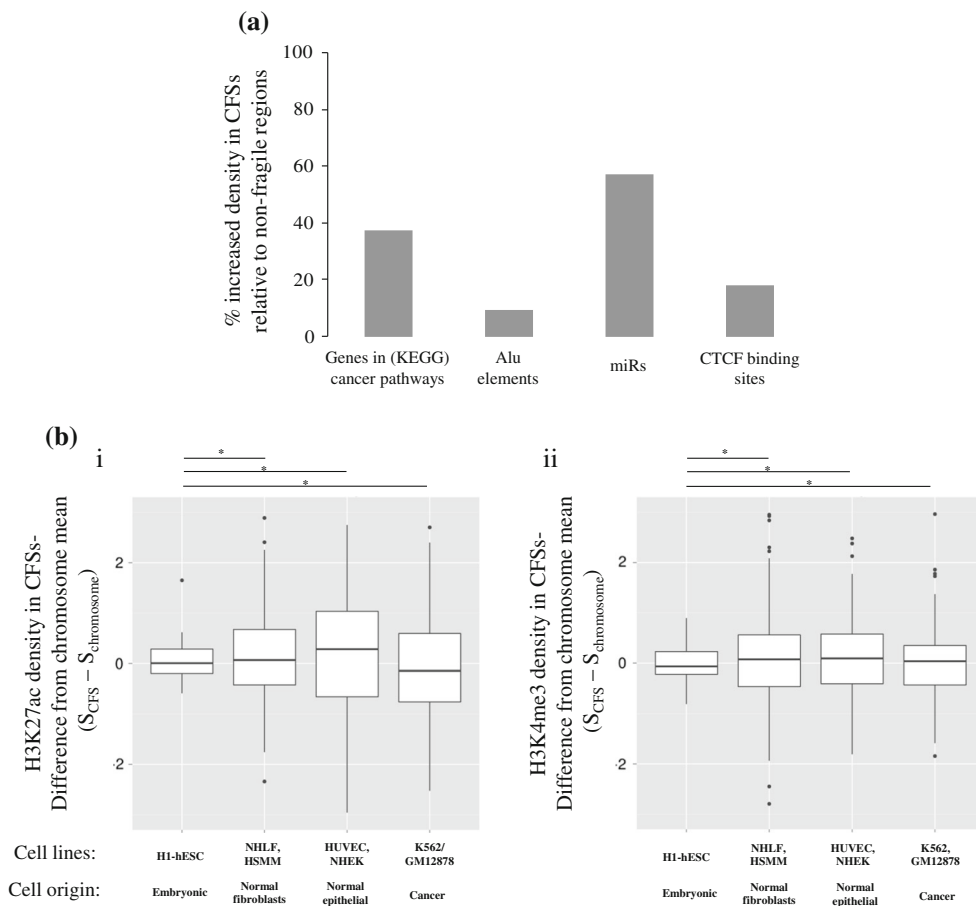 (a)
% increased density in CFSs
relative to non-fragile regions
100
80
60
40
20
0
Genes in (KEGG)
cancer pathways
Alu
elements
miRs
CTCF binding
sites
(b)
i
*
*
*
H3K27ac density in CFSs-
Difference from chromosome mean
(SCFS – Schromosome)
2
0
-2
ii
*
*
*
H3K4me3 density in CFSs-
Difference from chromosome mean
(SCFS – Schromosome)
2
0
-2
Cell lines:
H1-hESC
NHLF,
HSMM
HUVEC,
NHEK
K562/
GM12878
H1-hESC
NHLF,
HSMM
HUVEC,
NHEK
K562,
GM12878
Cell origin:
Embryonic
Normal
fibroblasts
Normal
epithelial
Cancer
Embryonic
Normal
fibroblasts
Normal
epithelial
Cancer